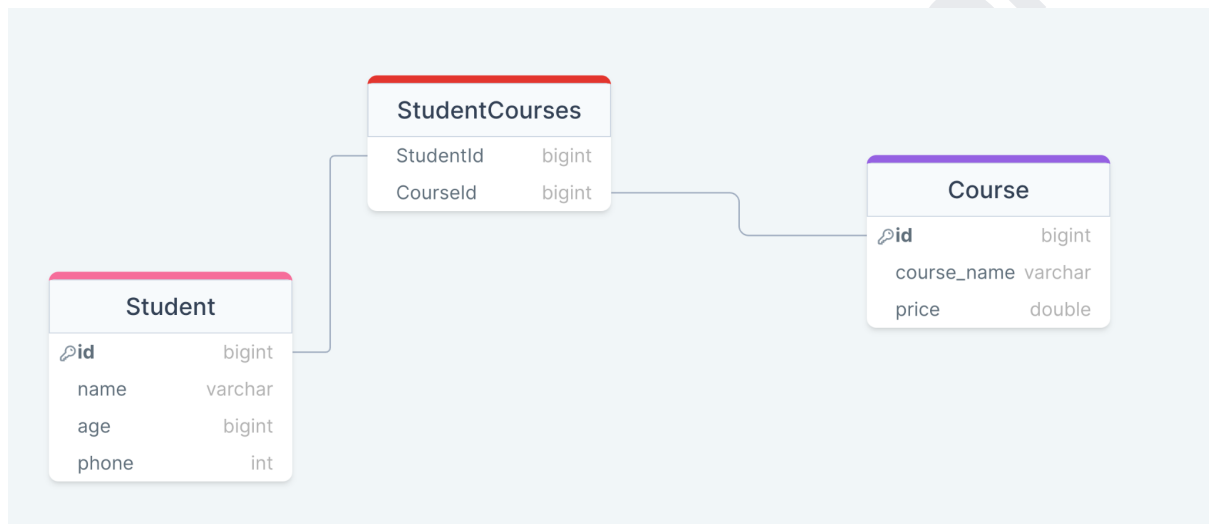 StudentCourses
StudentId bigint
CourseId bigint
Course
id bigint
course_name varchar
price double
Student
id bigint
name varchar
age bigint
phone int